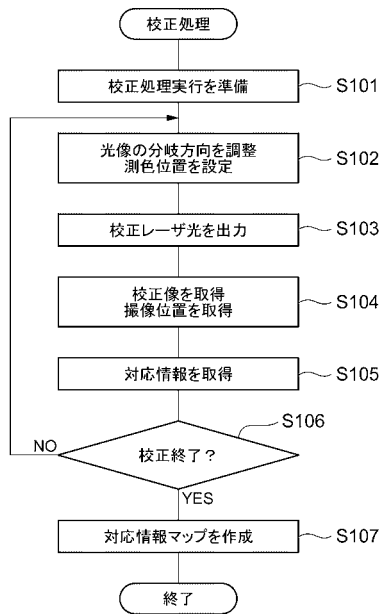 校正処理
校正処理実行を準備
S101
光像の分岐方向を調整
測色位置を設定
S102
校正レーザ光を出力
S103
校正像を取得
撮像位置を取得
S104
対応情報を取得
S105
S106
校正終了？
NO
YES
対応情報マップを作成
S107
終了